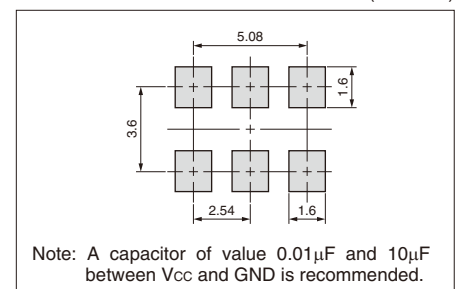 5.08
1.6
3.6
2.54
1.6
Note: A capacitor of value 0.01μF and 10μF
between Vcc and GND is recommended.